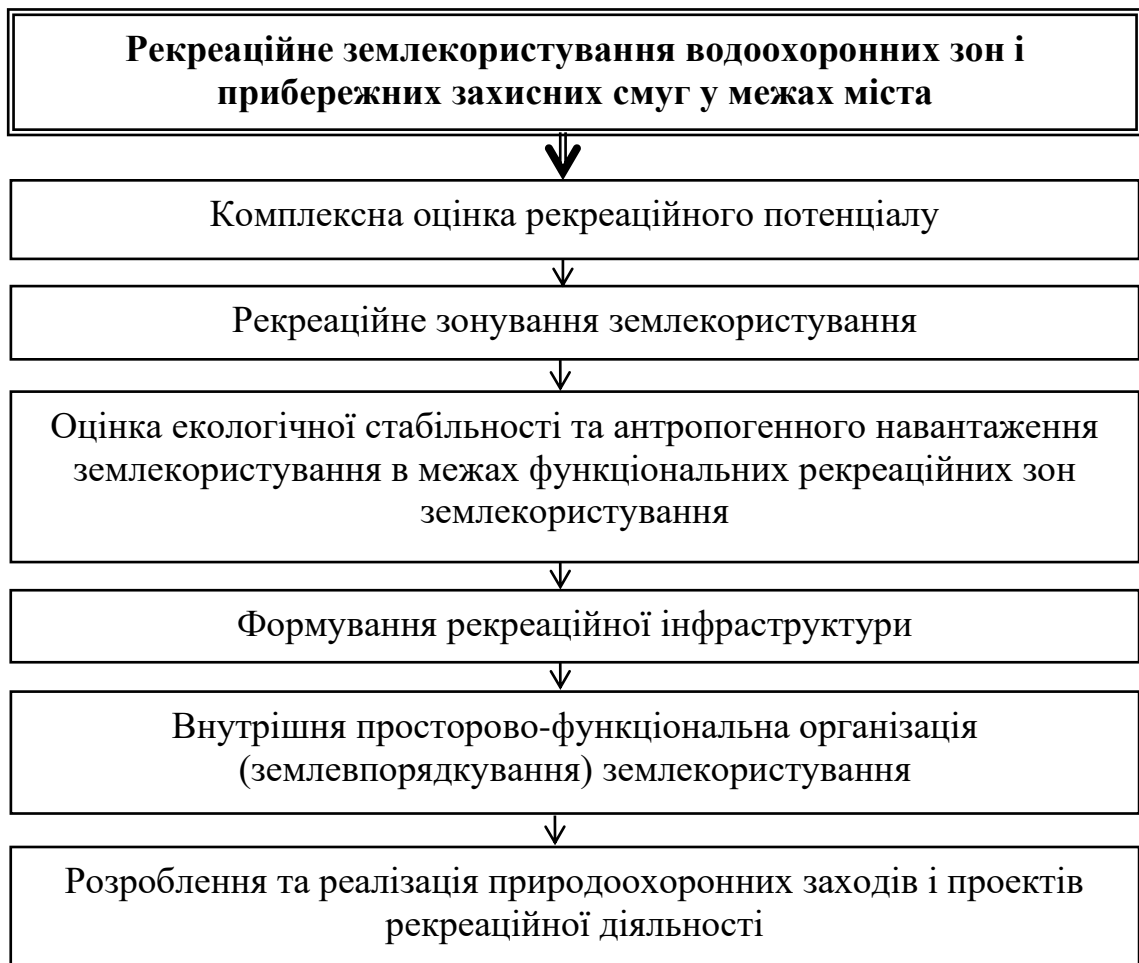 Рекреаційне землекористування водоохоронних зон і
прибережних захисних смуг у межах міста
Комплексна оцінка рекреаційного потенціалу
Рекреаційне зонування землекористування
Оцінка екологічної стабільності та антропогенного навантаження
землекористування в межах функціональних рекреаційних зон
землекористування
Формування рекреаційної інфраструктури
Внутрішня просторово-функціональна організація
(землевпорядкування) землекористування
Розроблення та реалізація природоохоронних заходів і проектів
рекреаційної діяльності